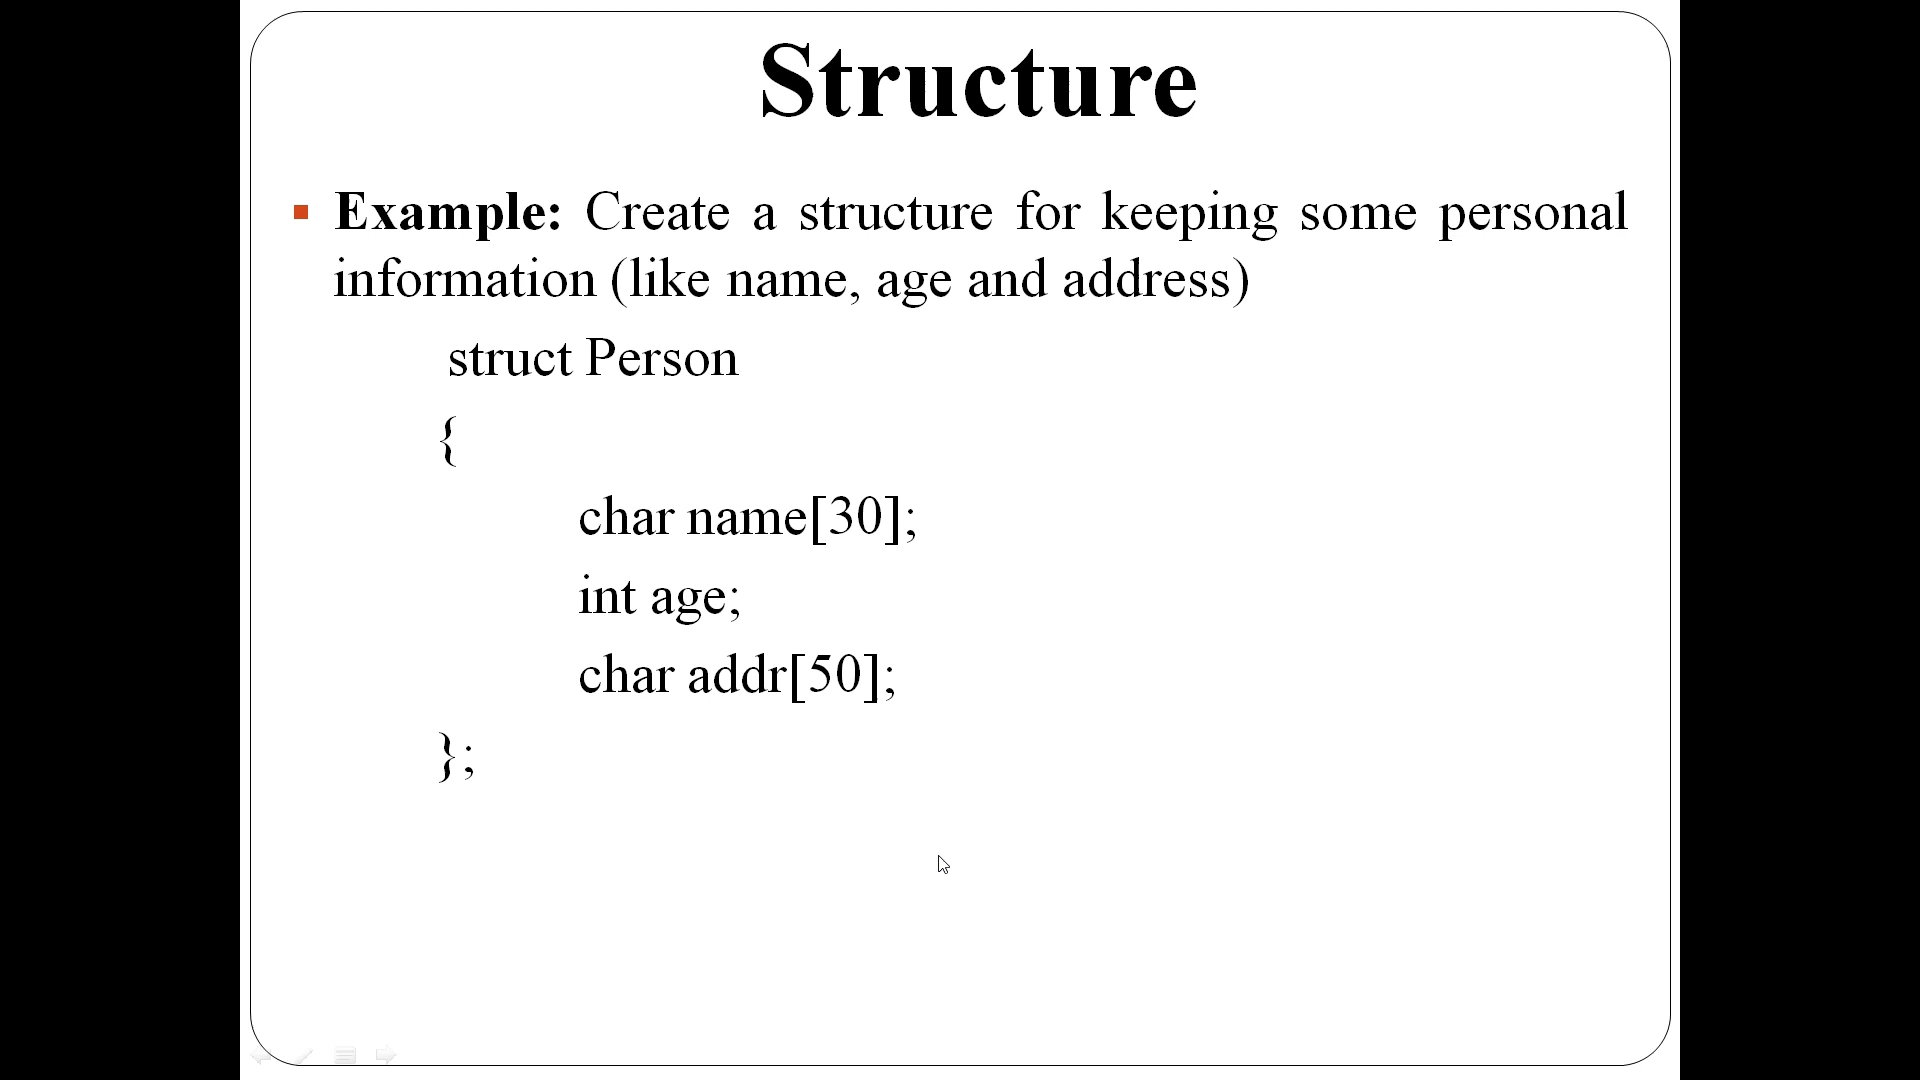 Structure
Example: Create a structure for keeping some personal
information (like name, age and address)
struct Person
{
char name[30];
int age;
char addr[50];
};